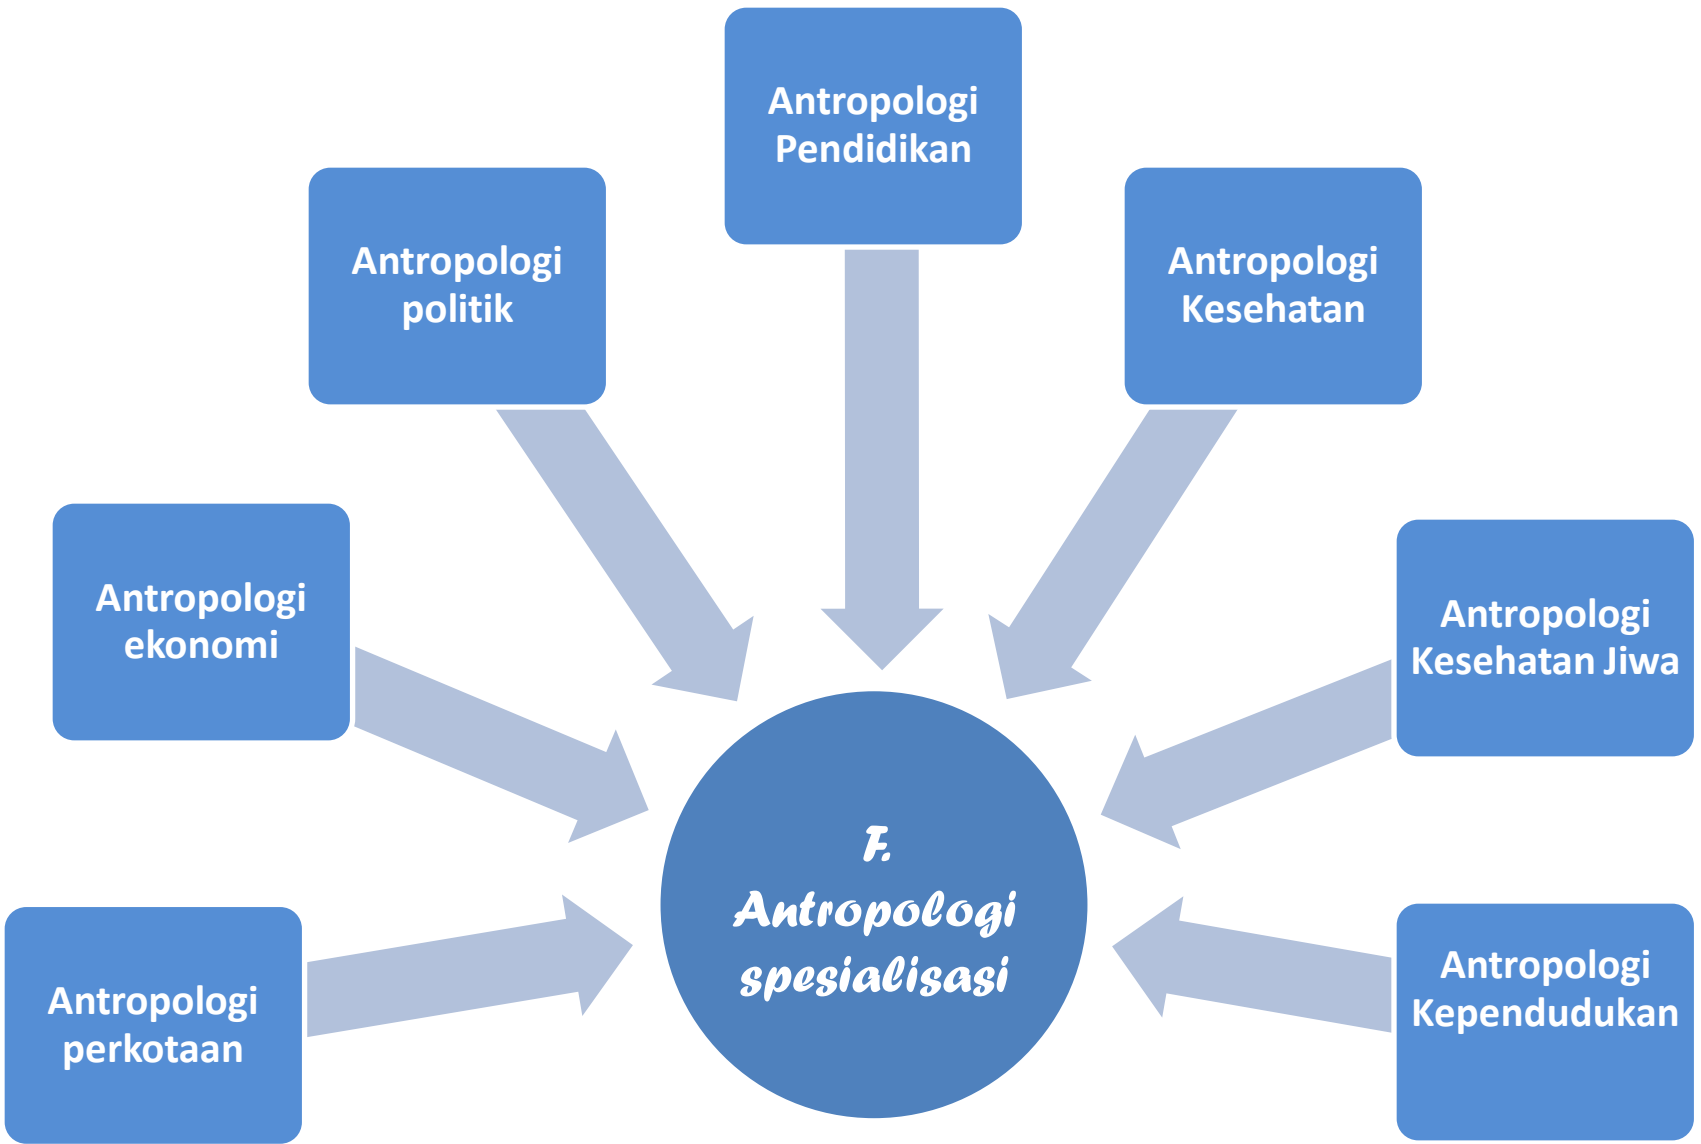 Antropologi
Pendidikan
Antropologi
politik
Antropologi
Kesehatan
Antropologi
ekonomi
Antropologi
Kesehatan Jiwa
F.
Antropologi
spesialisasi
Antropologi
perkotaan
Antropologi
Kependudukan